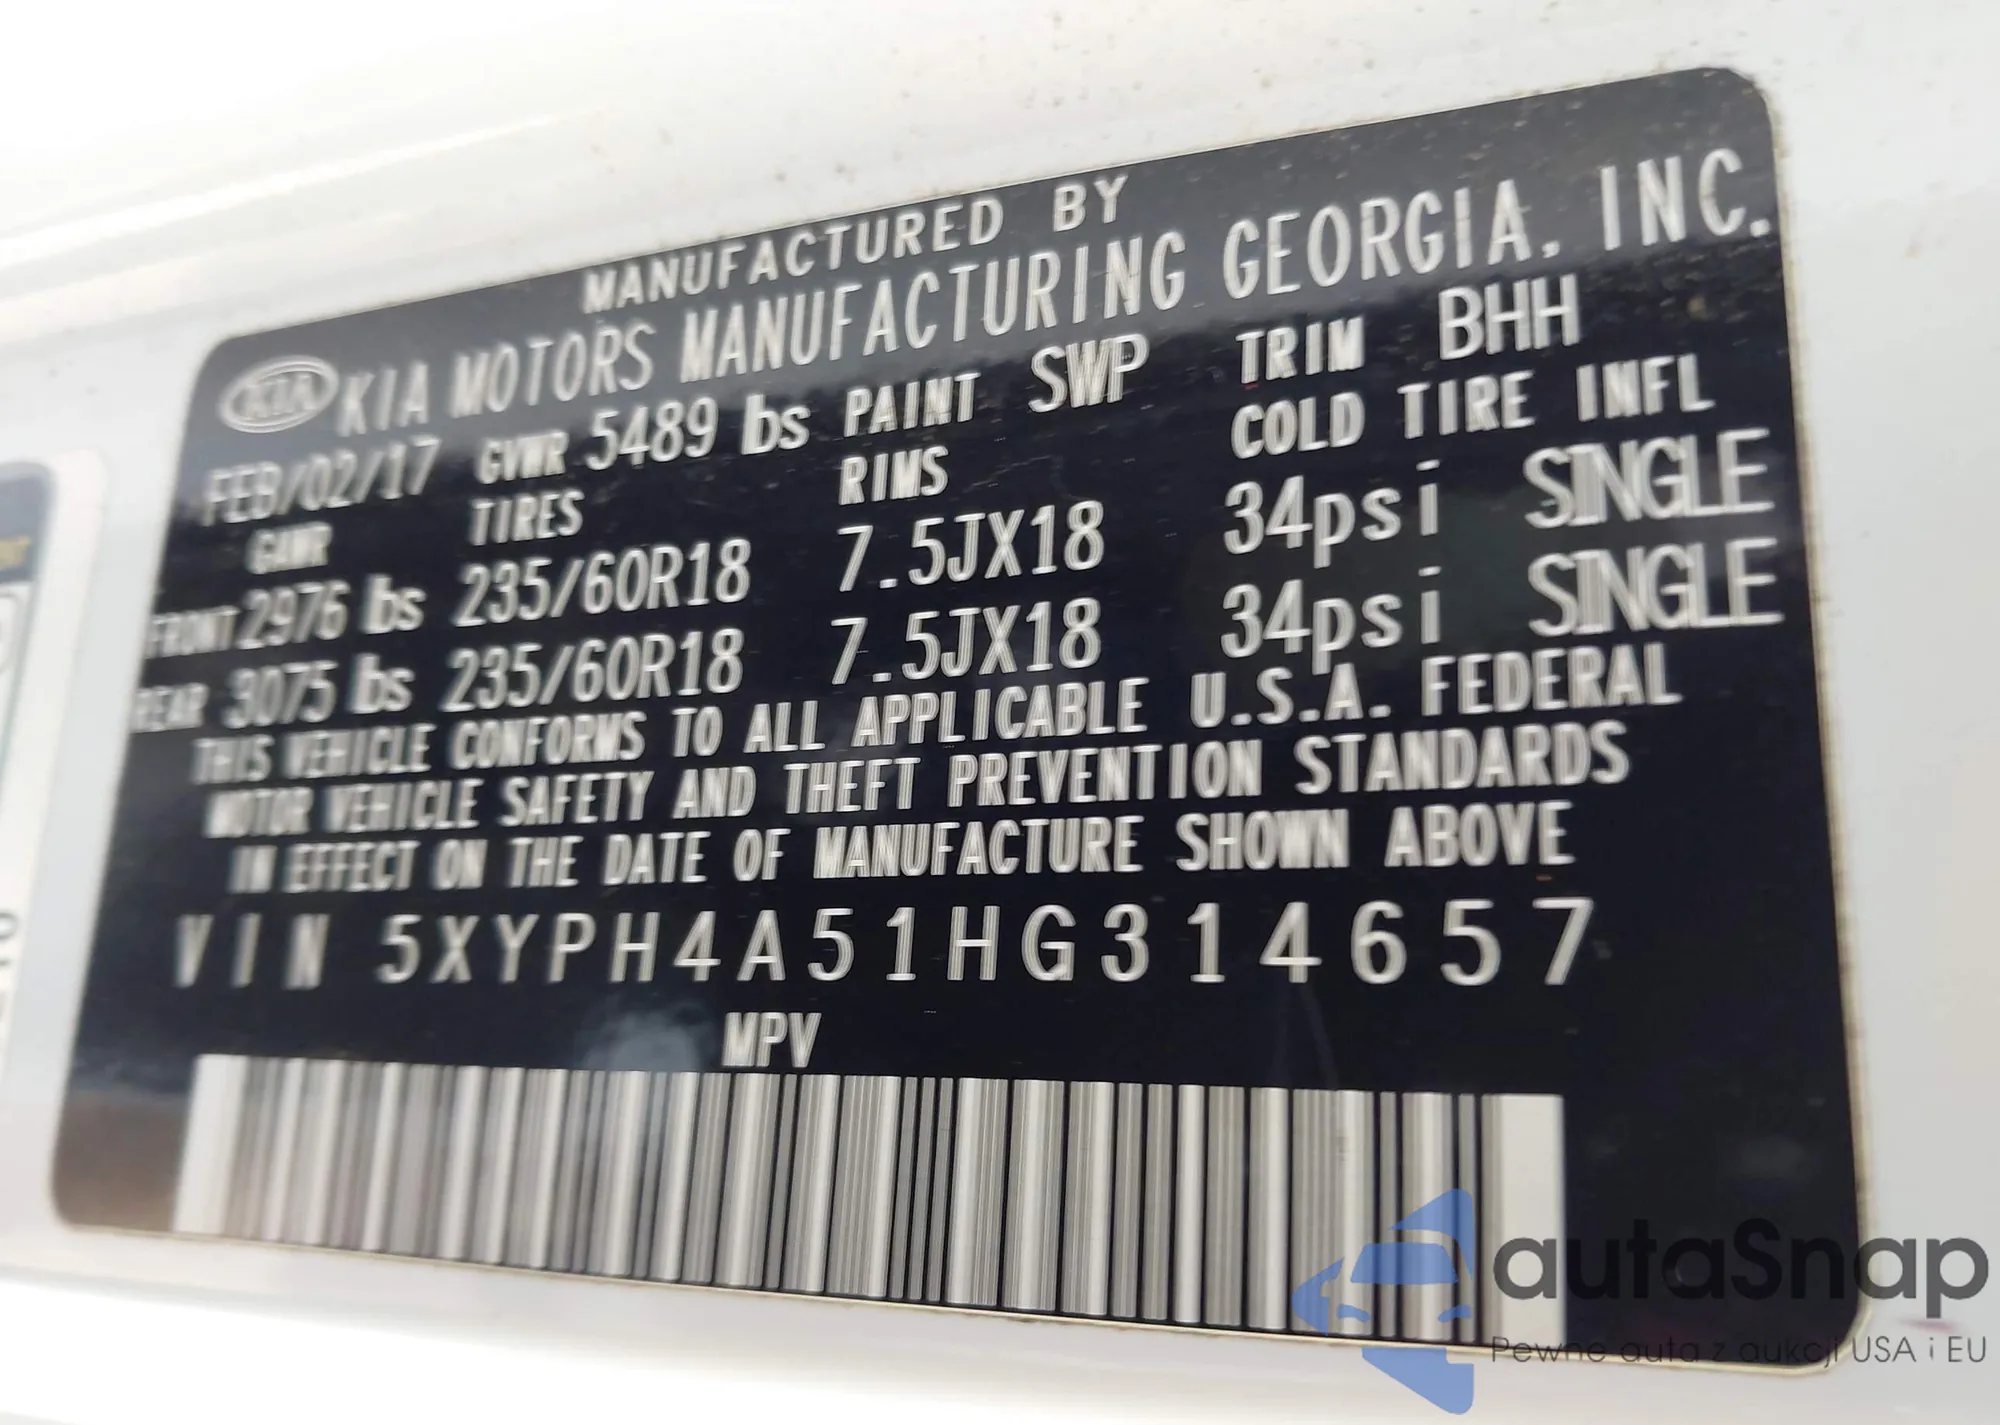 MANUFACTURED BY
KIA KIA MOTORS MANUFACTURING GEORGIA, INC.
FEB/02/17 GVWR 5489 lbs PAINT SWP TRIM BHH
GAWR TIRES RIMS COLD TIRE INFL
FRONT 2976 lbs 235/60R18 7.5JX18 34psi SINGLE
REAR 3075 lbs 235/60R18 7.5JX18 34psi SINGLE
THIS VEHICLE CONFORMS TO ALL APPLICABLE U.S.A. FEDERAL
MOTOR VEHICLE SAFETY AND THEFT PREVENTION STANDARDS
IN EFFECT ON THE DATE OF MANUFACTURE SHOWN ABOVE
VIN 5XYPH4A51HG314657
MPV
autaSnap
Pewne auta z aukcji USA i EU